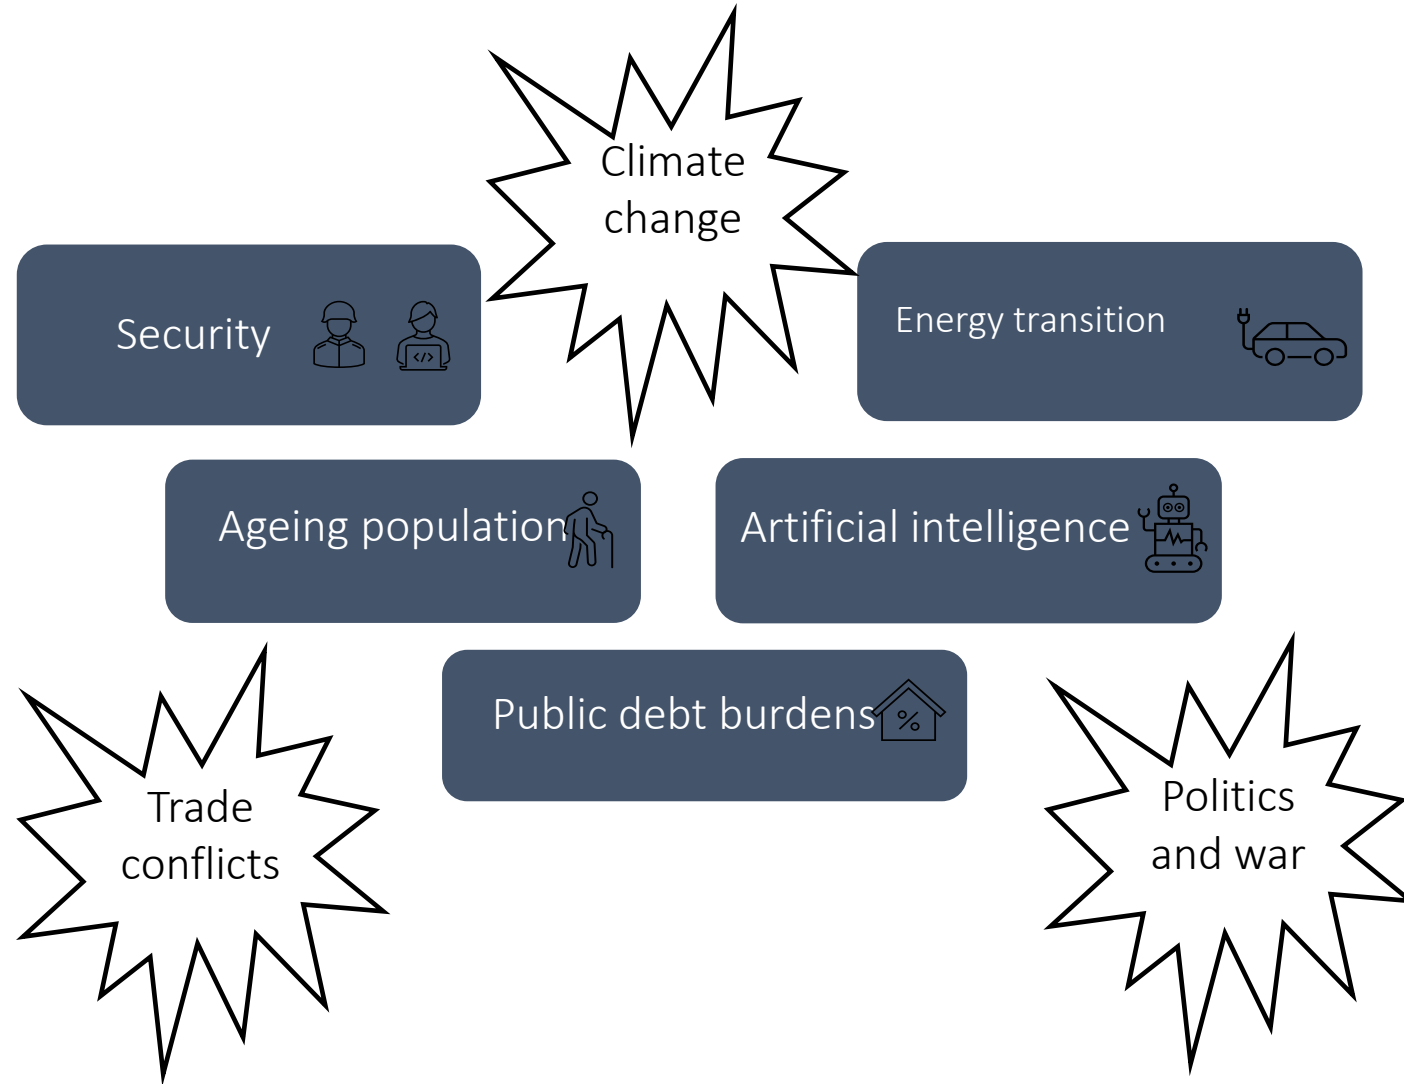 Climate
change
Security
</>
Energy transition
Ageing population
Artificial intelligence
Public debt burdens
%
Trade
conflicts
Politics
and war